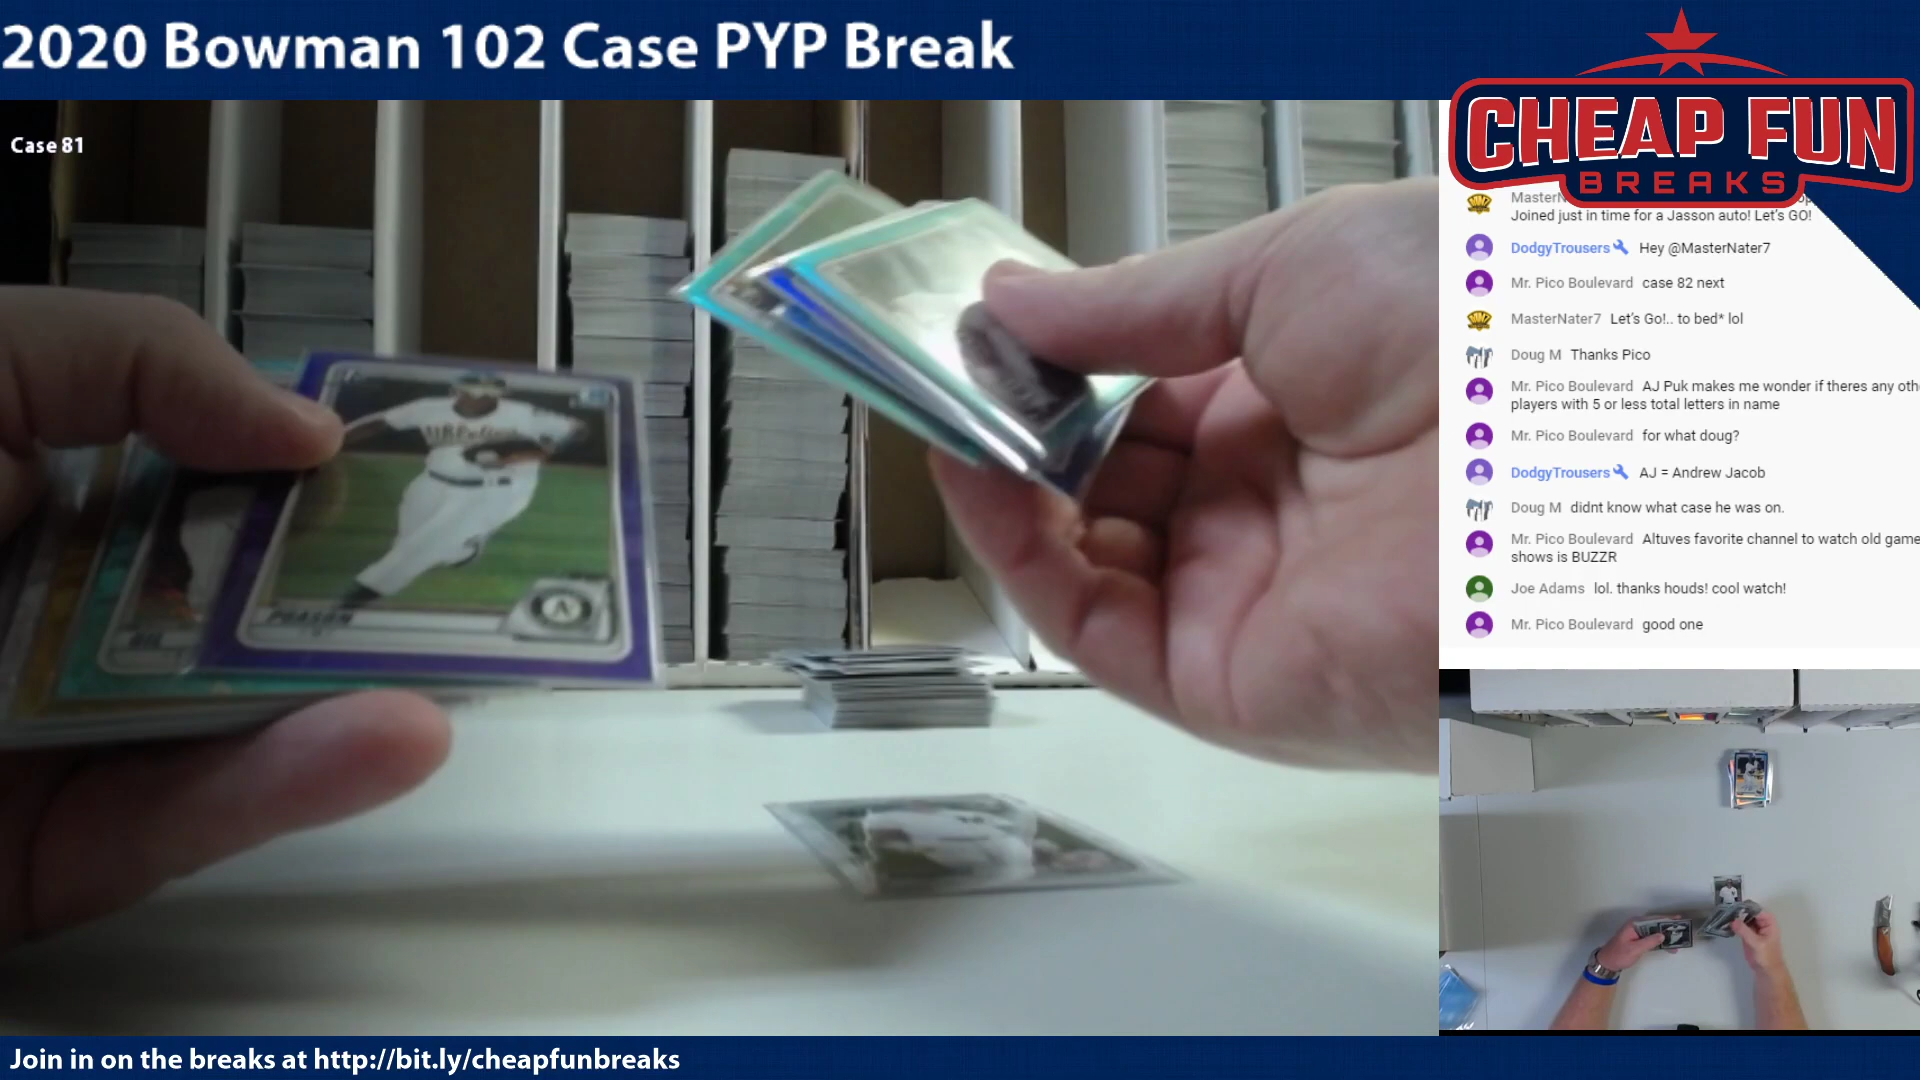 2020 Bowman 102 Case PYP Break
CHEAP FUN
BREAKS
Case 81
Joined just in time for a Jasson auto! Let's GO!
DodgyTrousers Hey @MasterNater7
Mr. Pico Boulevard case 82 next
MasterNater7 Let's Go!.. to bed* lol
Doug M Thanks Pico
Mr. Pico Boulevard AJ Puk makes me wonder if theres any oth
players with 5 or less total letters in name
Mr. Pico Boulevard for what doug?
DodgyTrousers AJ = Andrew Jacob
Doug M didnt know what case he was on.
Mr. Pico Boulevard Altuves favorite channel to watch old game
shows is BUZZR
Joe Adams lol. thanks houds! cool watch!
Mr. Pico Boulevard good one
PUASON
A
Join in on the breaks at http://bit.ly/cheapfunbreaks